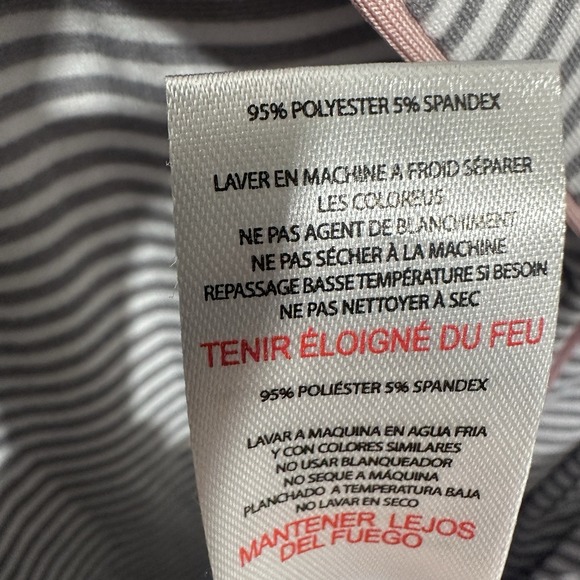 95% POLYESTER 5% SPANDEX
LAVER EN MACHINE A FROID SÉPARER
LES COLOREUS
NE PAS AGENT DE BLANCHIMENT
NE PAS SÉCHER À LA MACHINE
REPASSAGE BASSE TEMPÉRATURE SI BESOIN
NE PAS NETTOYER À SEC
TENIR ÉLOIGNÉ DU FEU
95% POLIÉSTER 5% SPANDEX
LAVAR A MAQUINA EN AGUA FRIA
Y CON COLORES SIMILARES
NO USAR BLANQUEADOR
NO SEQUE A MÁQUINA
PLANCHADO A TEMPERATURA BAJA
NO LAVAR EN SECO
MANTENER LEJOS
DEL FUEGO